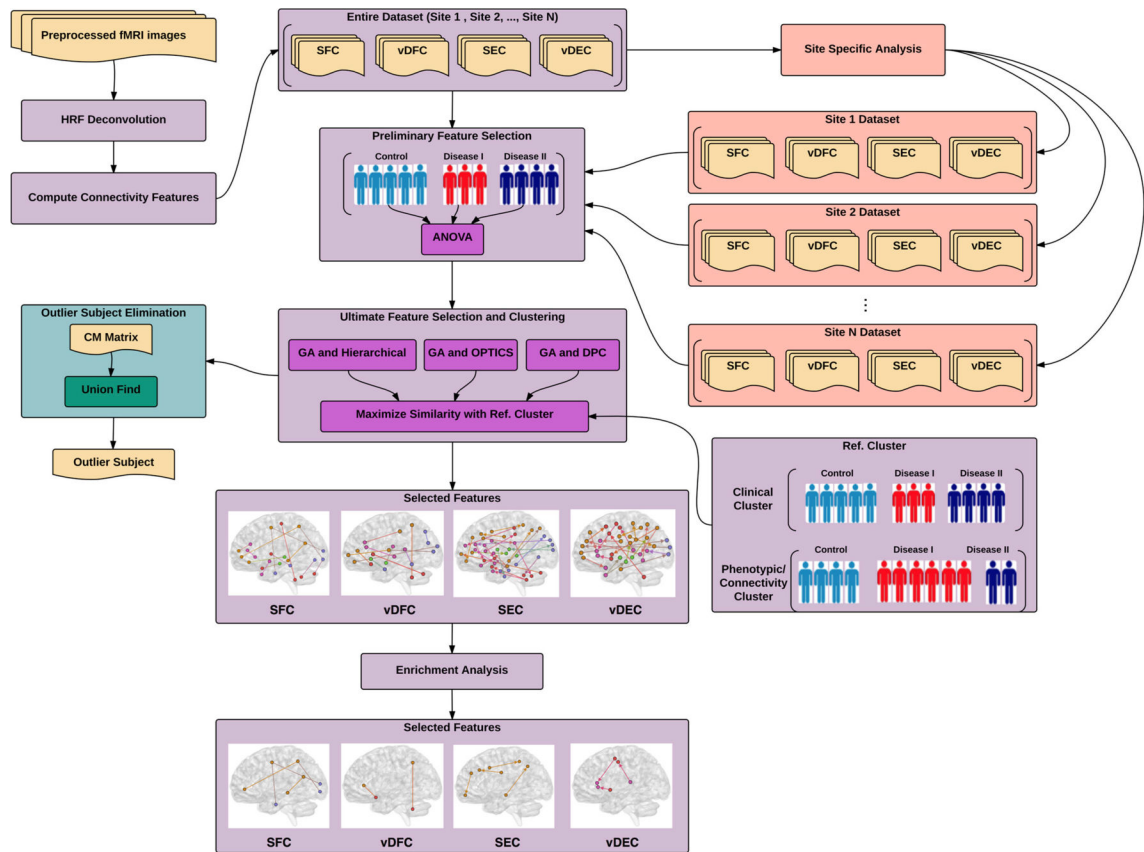 Preprocessed fMRI images
HRF Deconvolution
Compute Connectivity Features
Entire Dataset (Site 1 , Site 2, ..., Site N)
SFC
vDFC
SEC
vDEC
Site Specific Analysis
Preliminary Feature Selection
Control
Disease I
Disease II
ANOVA
Site 1 Dataset
SFC
vDFC
SEC
vDEC
Site 2 Dataset
SFC
vDFC
SEC
vDEC
...
Site N Dataset
SFC
vDFC
SEC
vDEC
Outlier Subject Elimination
CM Matrix
Union Find
Outlier Subject
Ultimate Feature Selection and Clustering
GA and Hierarchical
GA and OPTICS
GA and DPC
Maximize Similarity with Ref. Cluster
Ref. Cluster
Control
Disease I
Disease II
Clinical
Cluster
Control
Disease I
Disease II
Phenotypic/
Connectivity
Cluster
Selected Features
SFC
vDFC
SEC
vDEC
Enrichment Analysis
Selected Features
SFC
vDFC
SEC
vDEC